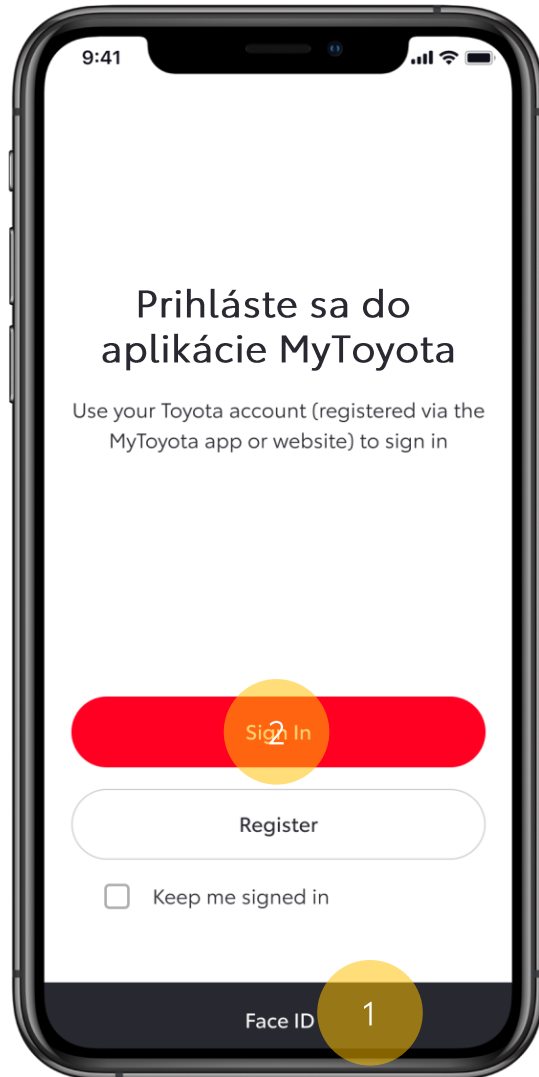 9:41
Prihláste sa do
aplikácie MyToyota
Use your Toyota account (registered via the
MyToyota app or website) to sign in
Sign In
2
Register
Keep me signed in
Face ID
1